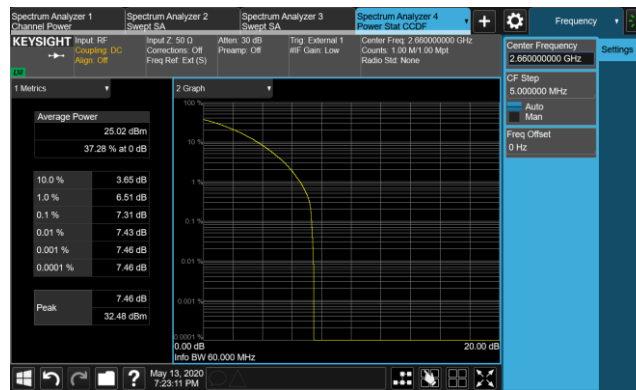 Spectrum Analyzer 1
Channel Power
Spectrum Analyzer 2
Swept SA
Spectrum Analyzer 3
Swept SA
Spectrum Analyzer 4
Power Stat CCDF
Frequency
KEYSIGHT
Input: RF
Coupling: DC
Align: Off
Input Z: 50 Ω
Corrections: Off
Freq Ref: Ext (S)
Atten: 30 dB
Preamp: Off
Trig: External 1
#IF Gain: Low
Center Freq: 2.660000000 GHz
Counts: 1.00 M/1.00 Mpt
Radio Std: None
Center Frequency
2.660000000 GHz
Settings
CF Step
5.000000 MHz
Auto
Man
Freq Offset
0 Hz
1 Metrics
2 Graph
Average Power
25.02 dBm
37.28 % at 0 dB
10.0 % 3.65 dB
1.0 % 6.51 dB
0.1 % 7.31 dB
0.01 % 7.43 dB
0.001 % 7.46 dB
0.0001 % 7.46 dB
Peak
7.46 dB
32.48 dBm
100 %
10 %
1 %
0.1 %
0.01 %
0.001 %
0.0001 %
0.00 dB
20.00 dB
Info BW 60.000 MHz
?
May 13, 2020
7:23:11 PM